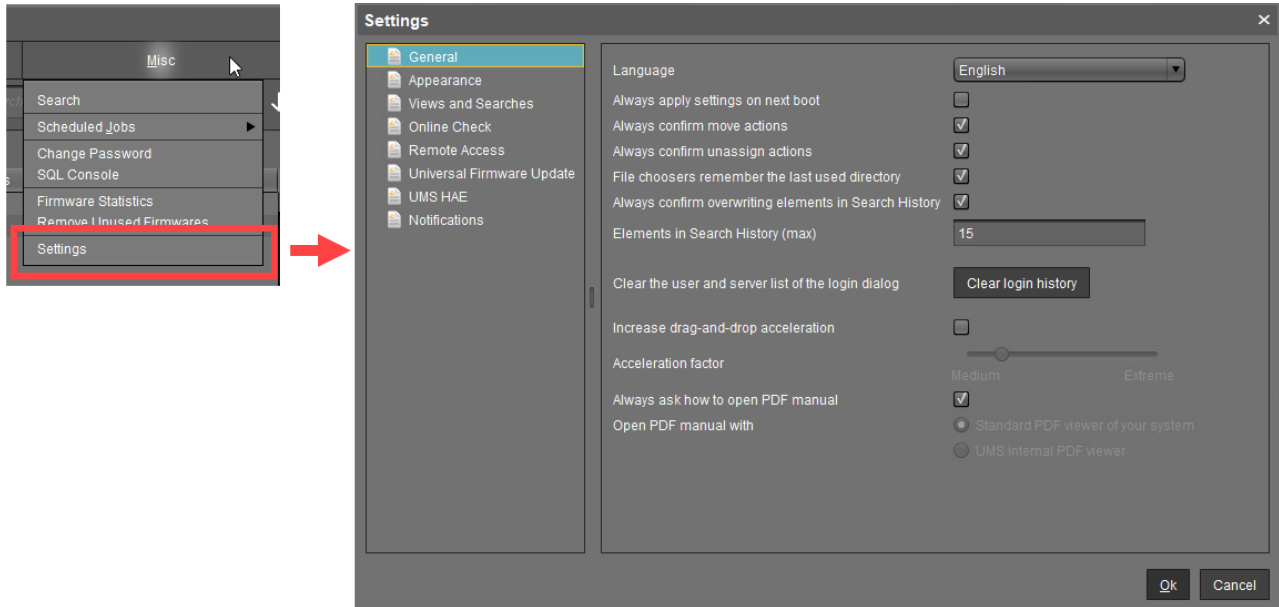 Misc
Search
Scheduled Jobs
Change Password
SQL Console
Firmware Statistics
Remove Unused Firmwares
Settings
Settings
General
Appearance
Views and Searches
Online Check
Remote Access
Universal Firmware Update
UMS HAE
Notifications
Language English
Always apply settings on next boot
Always confirm move actions
Always confirm unassign actions
File choosers remember the last used directory
Always confirm overwriting elements in Search History
Elements in Search History (max) 15
Clear the user and server list of the login dialog Clear login history
Increase drag-and-drop acceleration
Acceleration factor
Medium Extreme
Always ask how to open PDF manual
Open PDF manual with Standard PDF viewer of your system
UMS internal PDF viewer
Ok Cancel